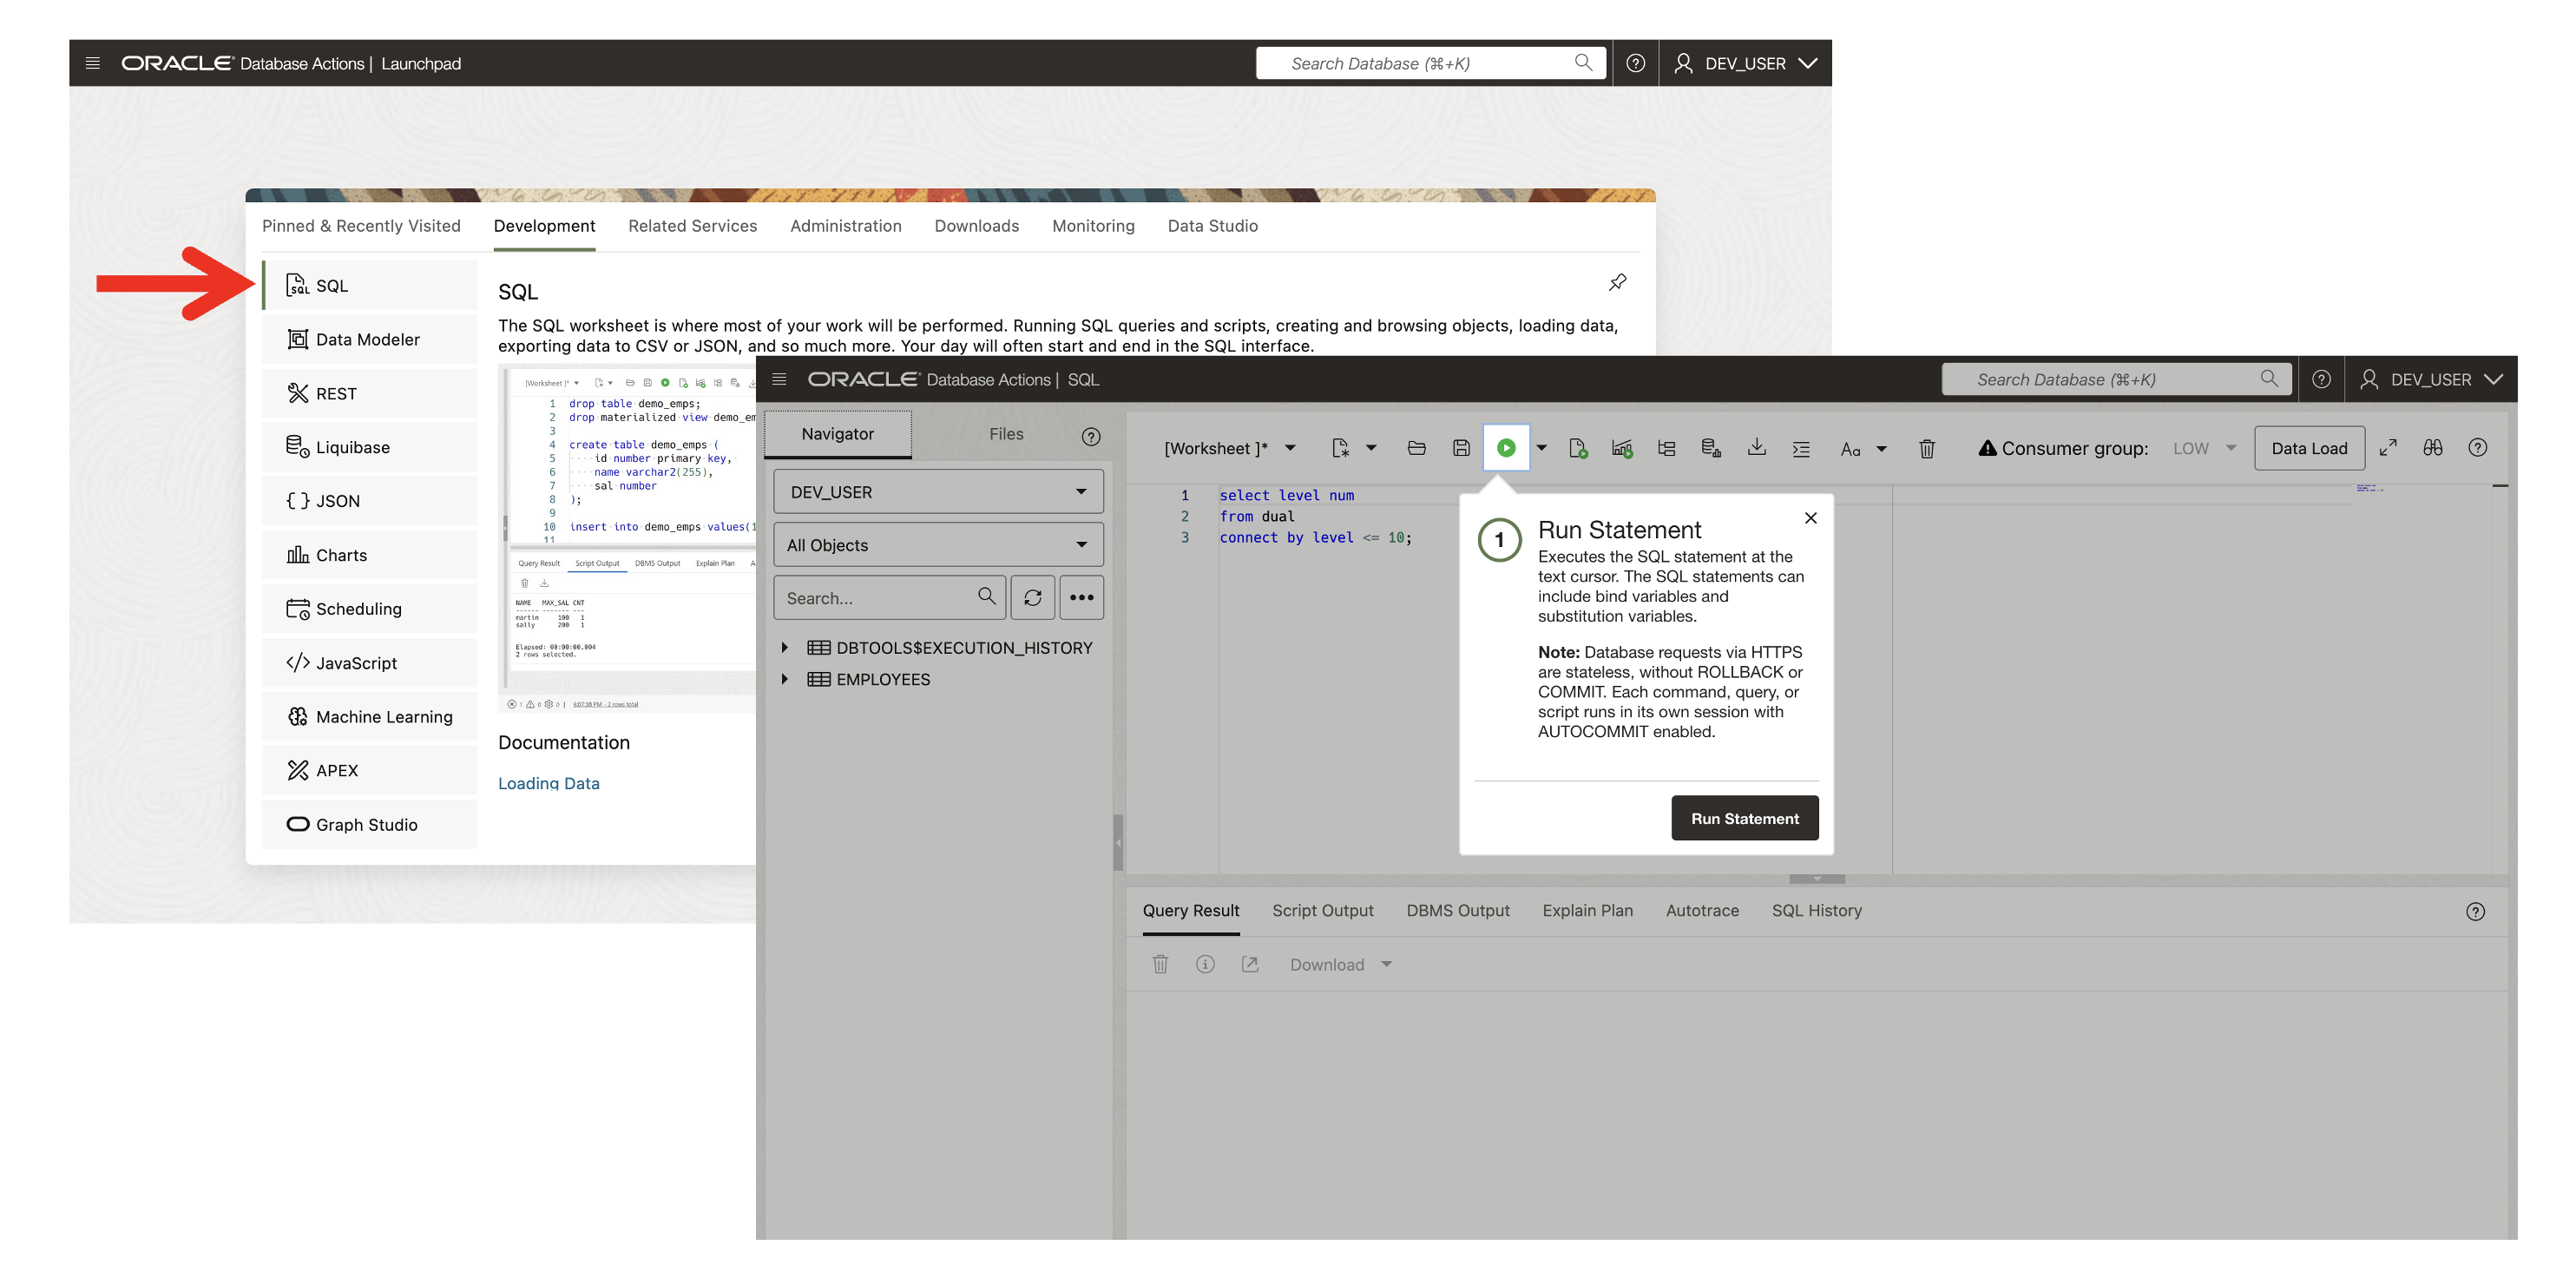 ORACLE Database Actions | Launchpad
Search Database (⌘+K)
DEV_USER
Pinned & Recently Visited
Development
Related Services
Administration
Downloads
Monitoring
Data Studio
SQL
Data Modeler
REST
Liquibase
{ } JSON
Charts
Scheduling
</> JavaScript
Machine Learning
APEX
Graph Studio
SQL
The SQL worksheet is where most of your work will be performed. Running SQL queries and scripts, creating and browsing objects, loading data,
exporting data to CSV or JSON, and so much more. Your day will often start and end in the SQL interface.
[Worksheet ]*
1 drop table demo_emps;
2 drop materialized view demo_em
3
4 create table demo_emps (
5 id number primary key,
6 name varchar2(255),
7 sal number
8 );
9
10 insert into demo_emps values(1
11
Query Result Script Output DBMS Output Explain Plan A
NAME MAX_SAL CNT
------ ------- ---
martin 100 1
sally 200 1
Elapsed: 00:00:00.004
2 rows selected.
1 0 0 | 6:07:38 PM - 2 rows total
Documentation
Loading Data
ORACLE Database Actions | SQL
Search Database (⌘+K)
DEV_USER
Navigator
Files
DEV_USER
All Objects
Search...
DBTOOLS$EXECUTION_HISTORY
EMPLOYEES
[Worksheet ]*
Aa
Consumer group: LOW
Data Load
1 select level num
2 from dual
3 connect by level <= 10;
1
Run Statement
Executes the SQL statement at the
text cursor. The SQL statements can
include bind variables and
substitution variables.
Note: Database requests via HTTPS
are stateless, without ROLLBACK or
COMMIT. Each command, query, or
script runs in its own session with
AUTOCOMMIT enabled.
Run Statement
Query Result
Script Output
DBMS Output
Explain Plan
Autotrace
SQL History
Download